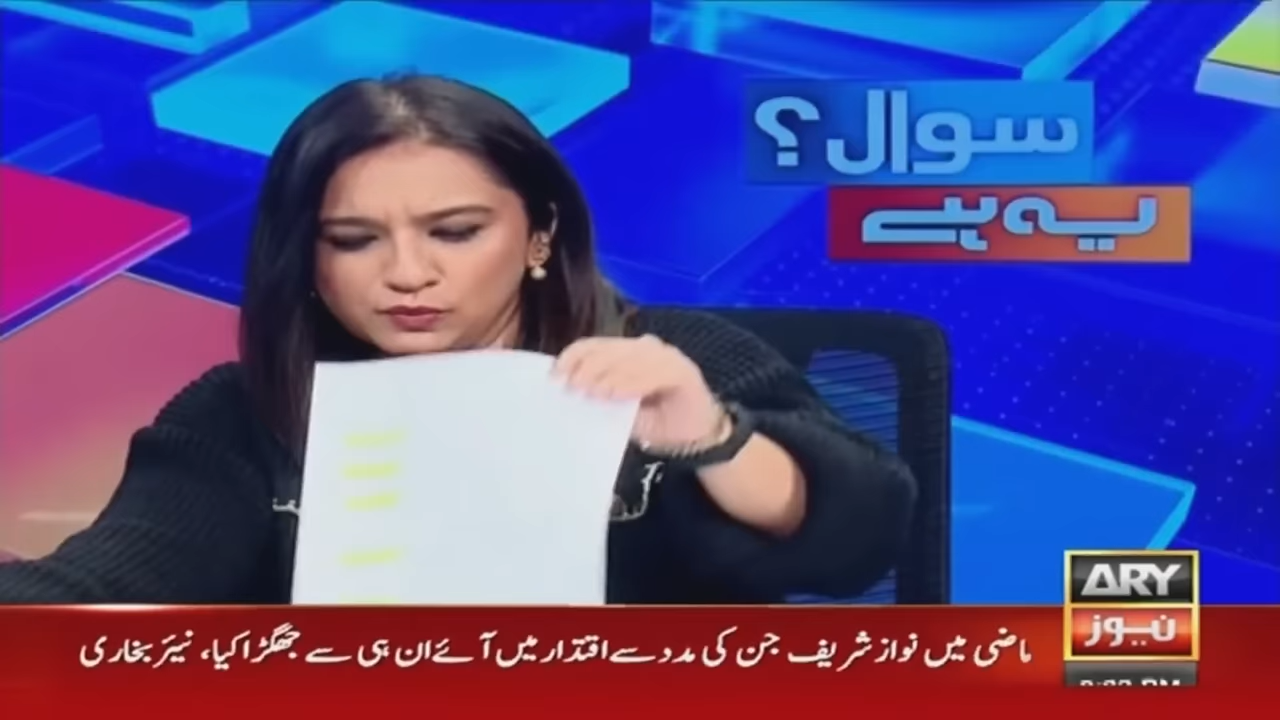 سوال؟
یہ ہے
ARY
نیوز
ماضی میں نواز شریف جن کی مدد سے اقتدار میں آئے ان ہی سے جھگڑا کیا، نیئر بخاری